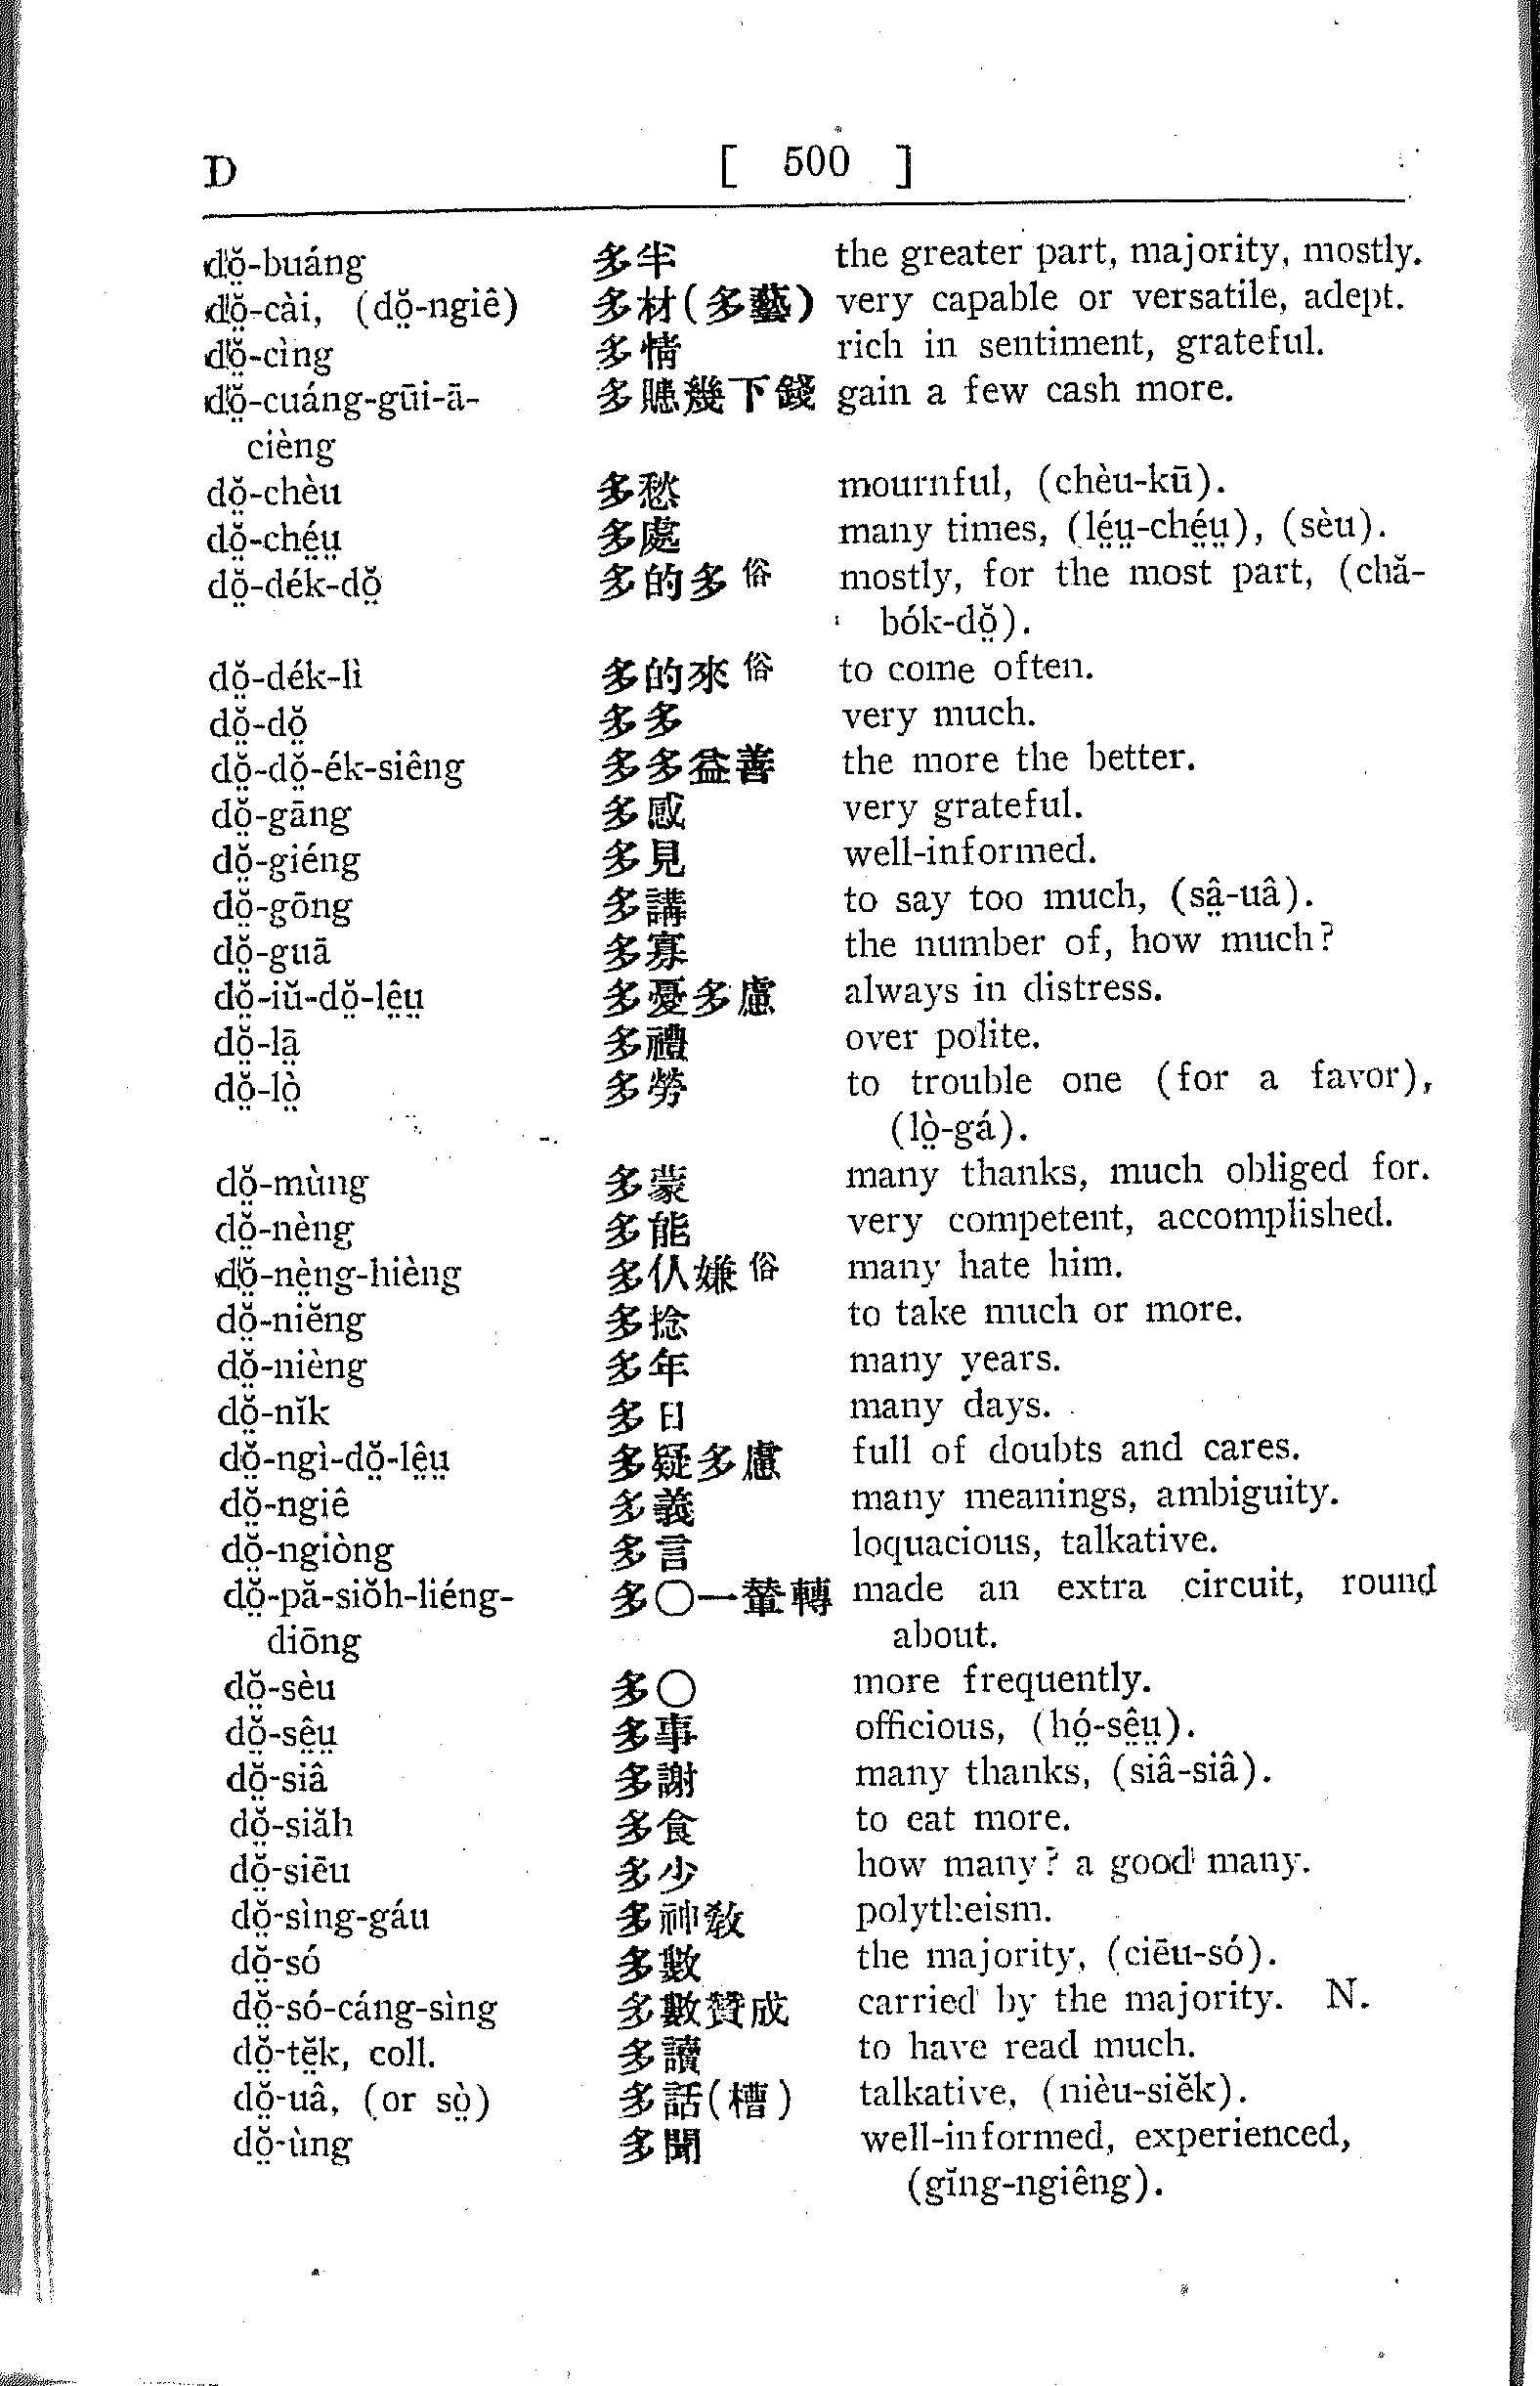 D [ 500 ]
dŏ̤-buáng 多半 the greater part, majority, mostly.
dŏ̤-cài, (dŏ̤-ngiê) 多材(多藝) very capable or versatile, adept.
dŏ̤-cìng 多情 rich in sentiment, grateful.
dŏ̤-cuáng-gūi-ā- 多賺幾下錢 gain a few cash more.
cièng
dŏ̤-chèu 多愁 mournful, (chèu-kū).
dŏ̤-ché̤ṳ 多處 many times, (lé̤ṳ-ché̤ṳ), (sèu).
dŏ̤-dék-dŏ̤ 多的多俗 mostly, for the most part, (chă-
bók-dŏ̤).
dŏ̤-dék-lì 多的來俗 to come often.
dŏ̤-dŏ̤ 多多 very much.
dŏ̤-dŏ̤-ék-siêng 多多益善 the more the better.
dŏ̤-gāng 多感 very grateful.
dŏ̤-giéng 多見 well-informed.
dŏ̤-gōng 多講 to say too much, (sâ̤-uâ).
dŏ̤-guā 多寡 the number of, how much?
dŏ̤-iŭ-dŏ̤-lê̤ṳ 多憂多慮 always in distress.
dŏ̤-lā̤ 多禮 over polite.
dŏ̤-lò̤ 多勞 to trouble one (for a favor),
(lò̤-gá).
dŏ̤-mùng 多蒙 many thanks, much obliged for.
dŏ̤-nèng 多能 very competent, accomplished.
dŏ̤-nè̤ng-hièng 多仈嫌俗 many hate him.
dŏ̤-niĕng 多捻 to take much or more.
dŏ̤-nièng 多年 many years.
dŏ̤-nĭk 多日 many days.
dŏ̤-ngì-dŏ̤-lê̤ṳ 多疑多慮 full of doubts and cares.
dŏ̤-ngiê 多義 many meanings, ambiguity.
dŏ̤-ngiòng 多言 loquacious, talkative.
dŏ̤-pă-siŏh-liéng- 多〇一輦轉 made an extra circuit, round
diōng about.
dŏ̤-sèu 多〇 more frequently.
dŏ̤-sê̤ṳ 多事 officious, (hó̤-sê̤ṳ).
dŏ̤-siâ 多謝 many thanks, (siâ-siâ).
dŏ̤-siăh 多食 to eat more.
dŏ̤-siēu 多少 how many? a good many.
dŏ̤-sìng-gáu 多神敎 polytheism.
dŏ̤-só 多數 the majority, (ciēu-só).
dŏ̤-só-cáng-sìng 多數贊成 carried by the majority. N.
dŏ̤-tĕ̤k, coll. 多讀 to have read much.
dŏ̤-uâ, (or sò̤) 多話(槽) talkative, (nièu-siĕk).
dŏ̤-ùng 多聞 well-informed, experienced,
(gĭng-ngiêng).